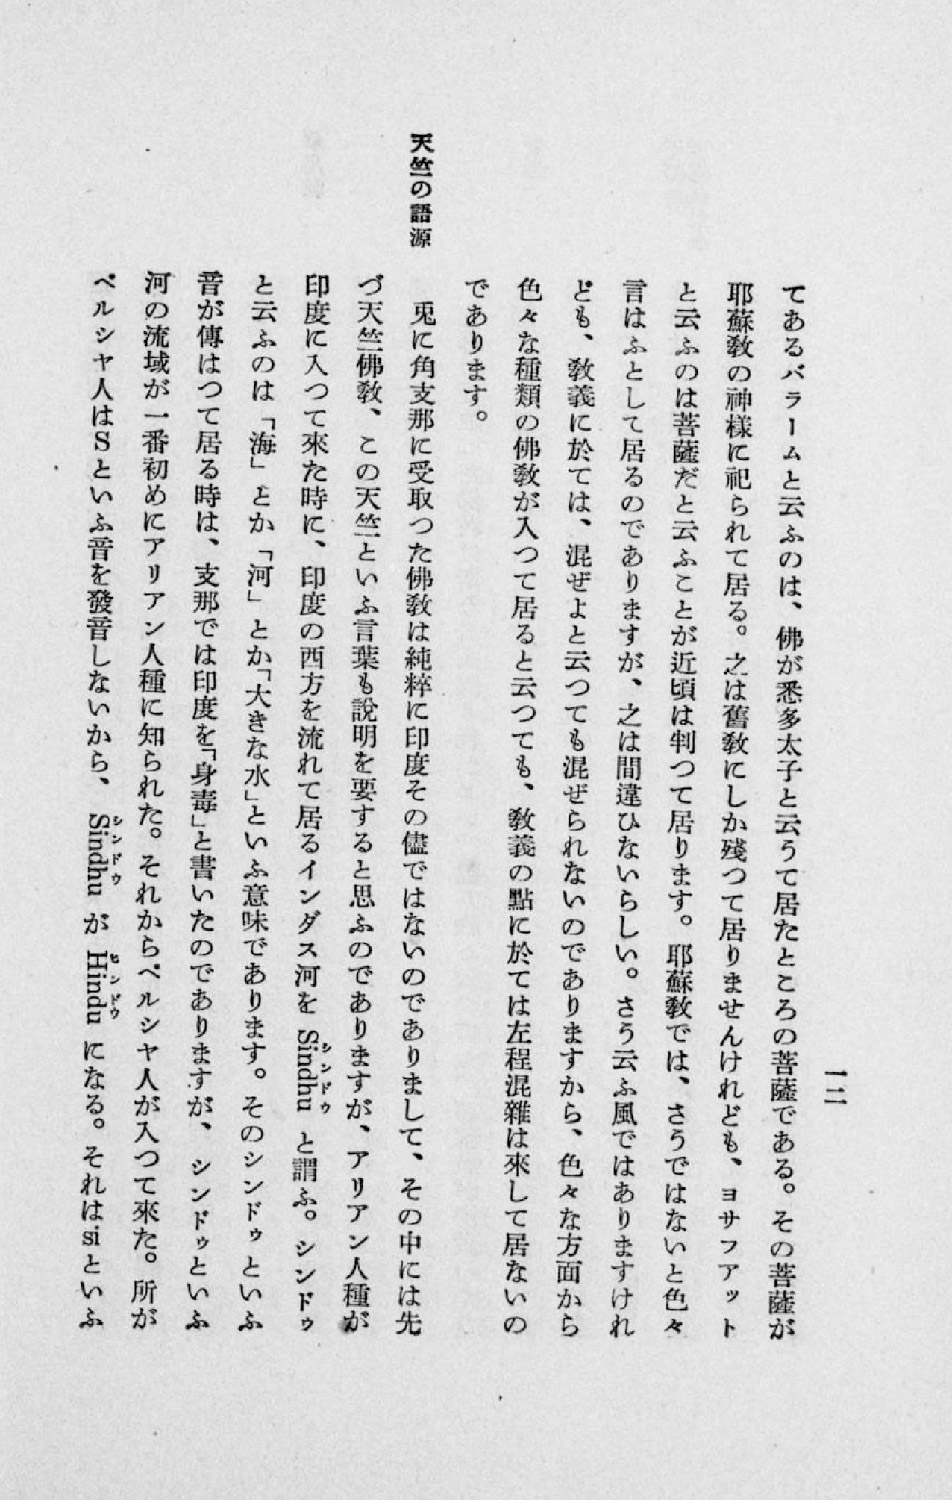 一二
てあるバラームと云ふのは、佛が悉多太子と云うて居たところの菩薩である。その菩薩が
耶蘇敎の神樣に祀られて居る。之は舊敎にしか殘つて居りませんけれども、ヨサフアット
と云ふのは菩薩だと云ふことが近頃は判つて居ります。耶蘇敎では、さうではないと色々
言はふとして居るのでありますが、之は間違ひないらしい。さう云ふ風ではありますけれ
ども、敎義に於ては、混ぜよと云つても混ぜられないのでありますから、色々な方面から
色々な種類の佛敎が入つて居ると云つても、敎義の點に於ては左程混雜は來して居ないの
であります。
天竺の語源
兎に角支那に受取つた佛敎は純粹に印度その儘ではないのでありまして、その中には先
づ天竺佛敎、この天竺といふ言葉も說明を要すると思ふのでありますが、アリアン人種が
印度に入つて來た時に、印度の西方を流れて居るインダス河を Sindhu シンドウ と謂ふ。シンドゥ
と云ふのは「海」とか「河」とか「大きな水」といふ意味であります。そのシンドゥといふ
音が傳はつて居る時は、支那では印度を「身毒」と書いたのでありますが、シンドゥといふ
河の流域が一番初めにアリアン人種に知られた。それからペルシヤ人が入つて來た。所が
ペルシヤ人はSといふ音を發音しないから、Sindhu シンドウ が Hindu ヒンドウ になる。それはsiといふ